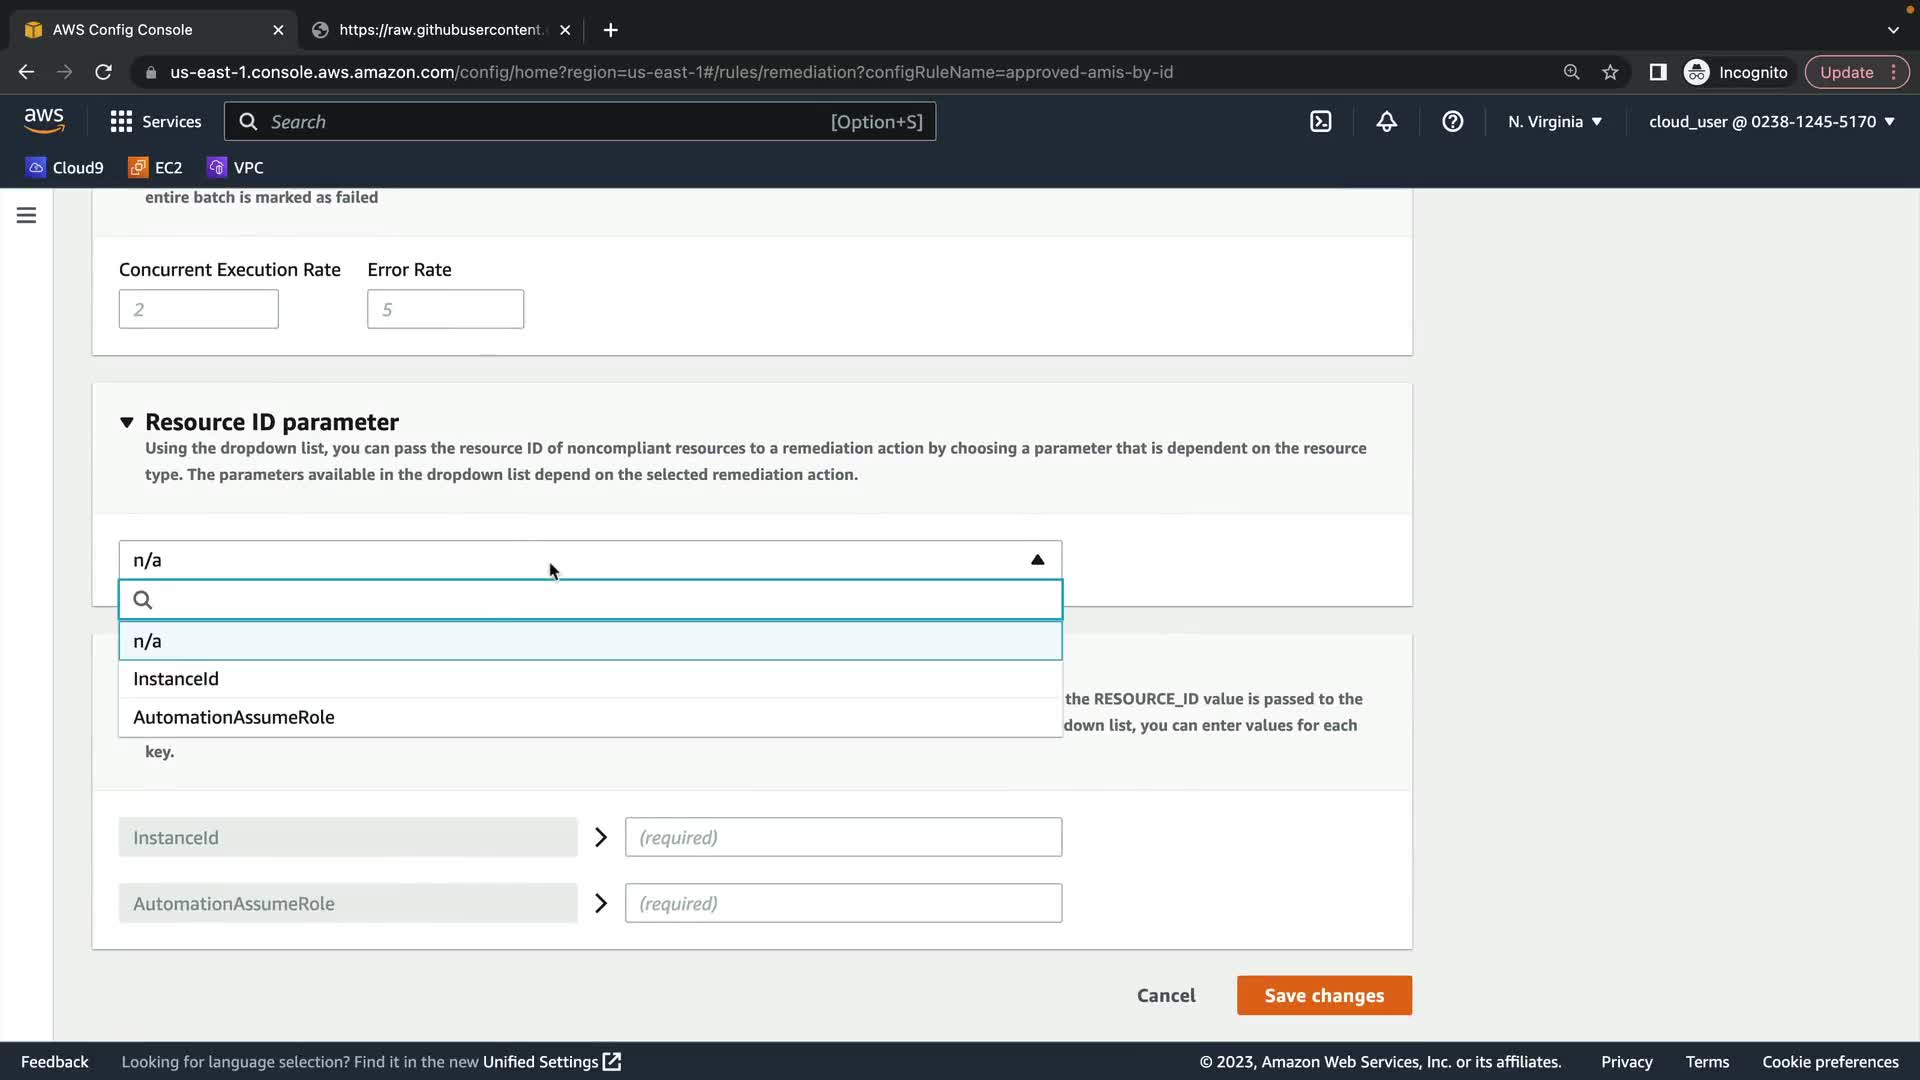 AWS Config Console
https://raw.githubusercontent.
us-east-1.console.aws.amazon.com/config/home?region=us-east-1#/rules/remediation?configRuleName=approved-amis-by-id
Incognito
Update
aws
Services
Search
[Option+S]
N. Virginia
cloud_user @ 0238-1245-5170
Cloud9
EC2
VPC
entire batch is marked as failed
Concurrent Execution Rate
Error Rate
2
5
Resource ID parameter
Using the dropdown list, you can pass the resource ID of noncompliant resources to a remediation action by choosing a parameter that is dependent on the resource
type. The parameters available in the dropdown list depend on the selected remediation action.
n/a
n/a
InstanceId
AutomationAssumeRole
the RESOURCE_ID value is passed to the
down list, you can enter values for each
key.
InstanceId
(required)
AutomationAssumeRole
(required)
Cancel
Save changes
Feedback
Looking for language selection? Find it in the new Unified Settings
© 2023, Amazon Web Services, Inc. or its affiliates.
Privacy
Terms
Cookie preferences